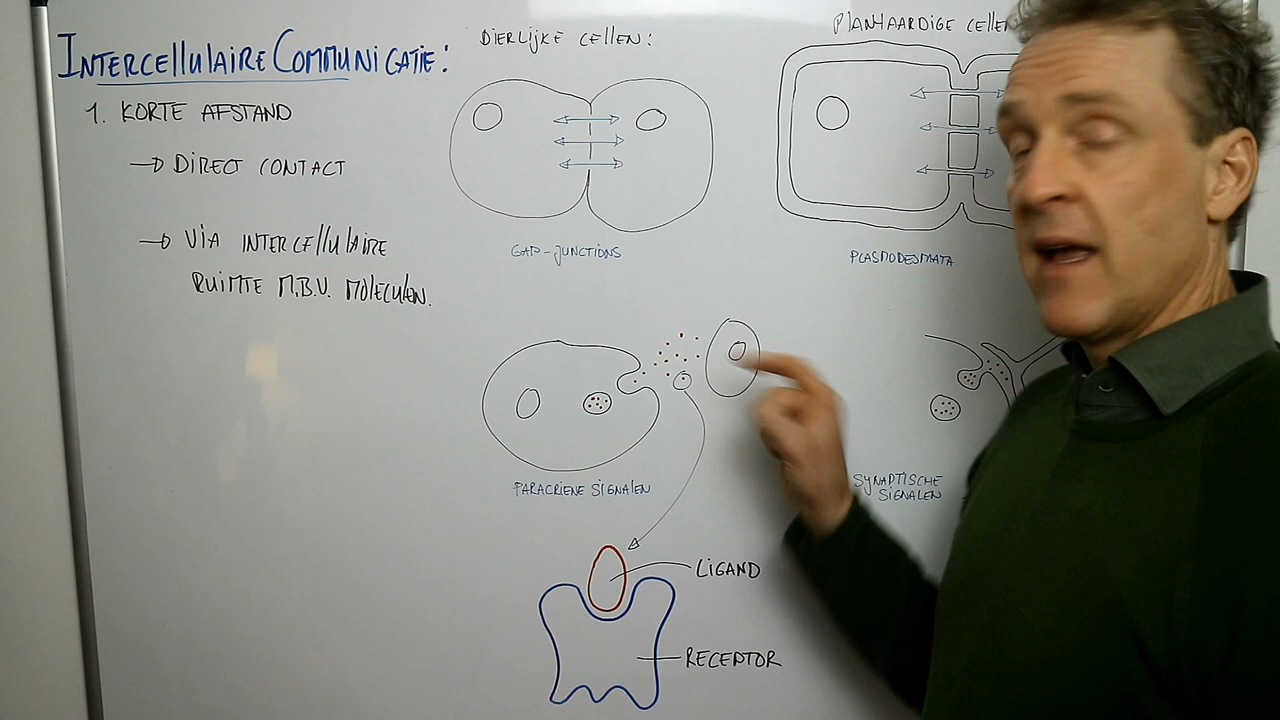 INTERCELLULAIRE COMMUNICATIE:
1. KORTE AFSTAND
→ DIRECT CONTACT
→ VIA INTERCELLULAIRE
RUIMTE M.B.V. MOLECULEN.
DIERLIJKE CELLEN:
GAP-JUNCTIONS
PLANTAARDIGE CELLEN
PLASMODESMATA
PARACRIENE SIGNALEN
SYNAPTISCHE
SIGNALEN
LIGAND
RECEPTOR